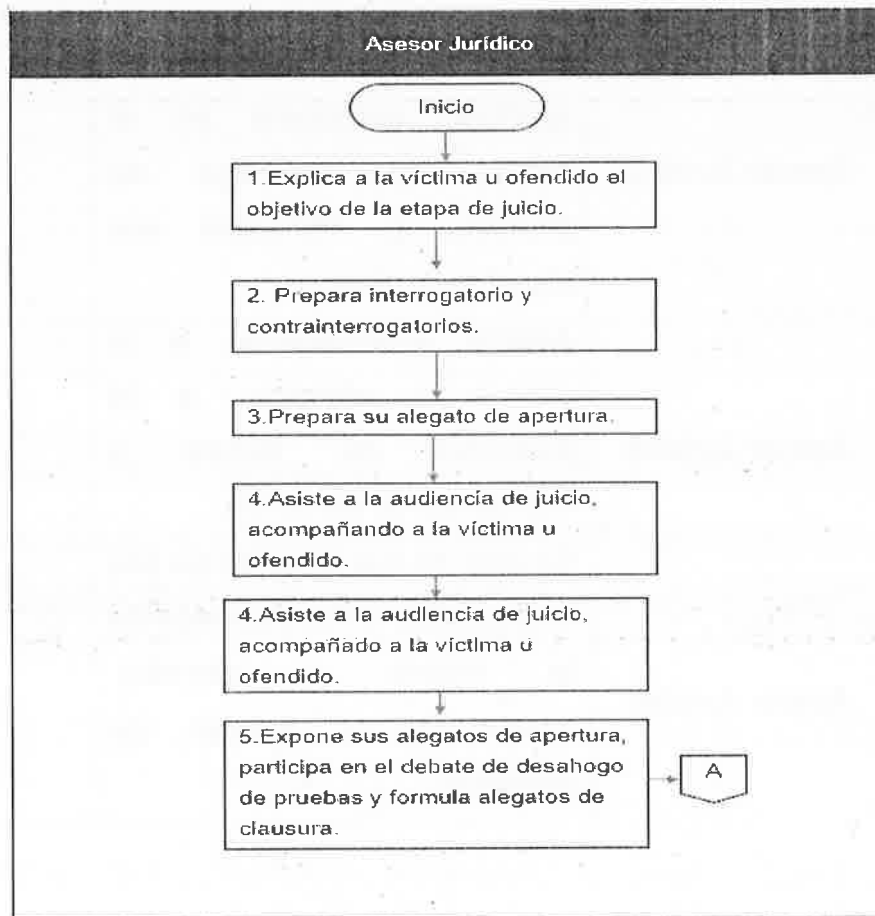 Asesor Jurídico
Inicio
1.Explica a la víctima u ofendido el
objetivo de la etapa de juicio.
2. Prepara interrogatorio y
contrainterrogatorios.
3.Prepara su alegato de apertura.
4.Asiste a la audiencia de juicio,
acompañando a la víctima u
ofendido.
4.Asiste a la audiencia de juicio,
acompañado a la víctima u
ofendido.
5.Expone sus alegatos de apertura,
participa en el debate de desahogo
de pruebas y formula alegatos de
clausura.
A